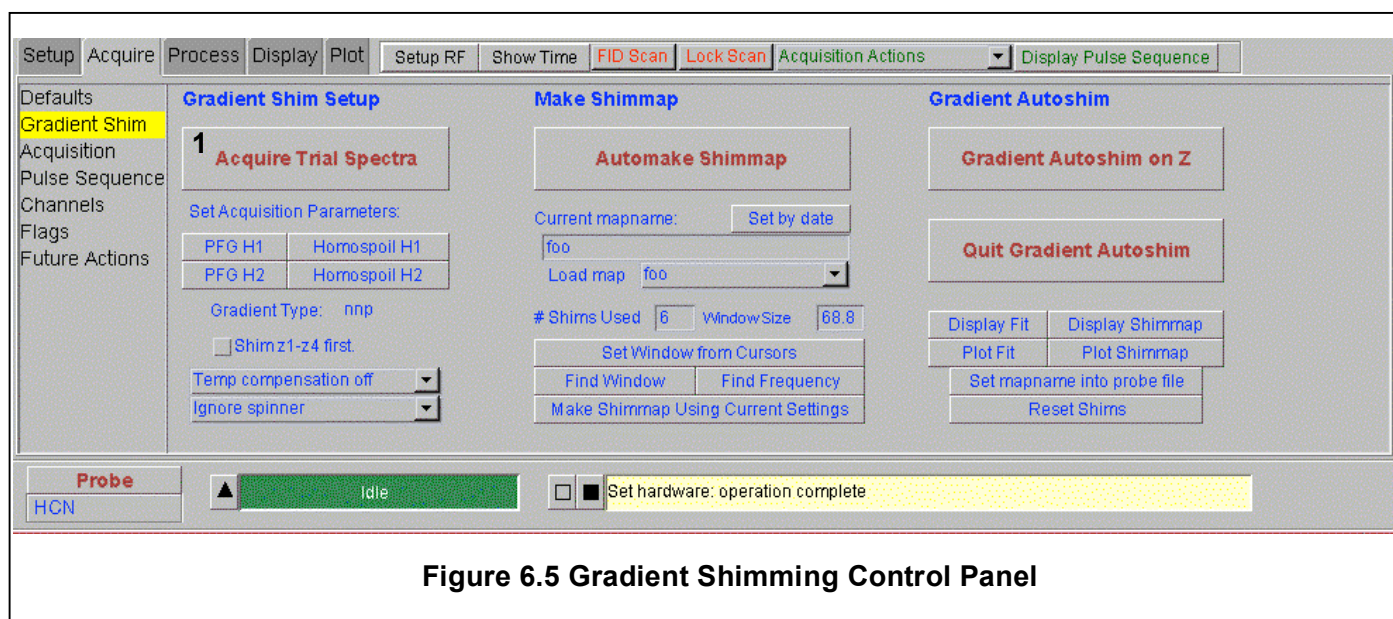 Setup Acquire Process Display Plot Setup RF Show Time FID Scan Lock Scan Acquisition Actions Display Pulse Sequence
Defaults
Gradient Shim
Acquisition
Pulse Sequence
Channels
Flags
Future Actions
Gradient Shim Setup
1 Acquire Trial Spectra
Set Acquisition Parameters:
PFG H1 Homospoil H1
PFG H2 Homospoil H2
Gradient Type: nnp
Shim z1-z4 first.
Temp compensation off
Ignore spinner
Make Shimmap
Automake Shimmap
Current mapname: Set by date
foo
Load map foo
# Shims Used 6 Window Size 68.8
Set Window from Cursors
Find Window Find Frequency
Make Shimmap Using Current Settings
Gradient Autoshim
Gradient Autoshim on Z
Quit Gradient Autoshim
Display Fit Display Shimmap
Plot Fit Plot Shimmap
Set mapname into probe file
Reset Shims
Probe
HCN
Idle
Set hardware: operation complete
Figure 6.5 Gradient Shimming Control Panel